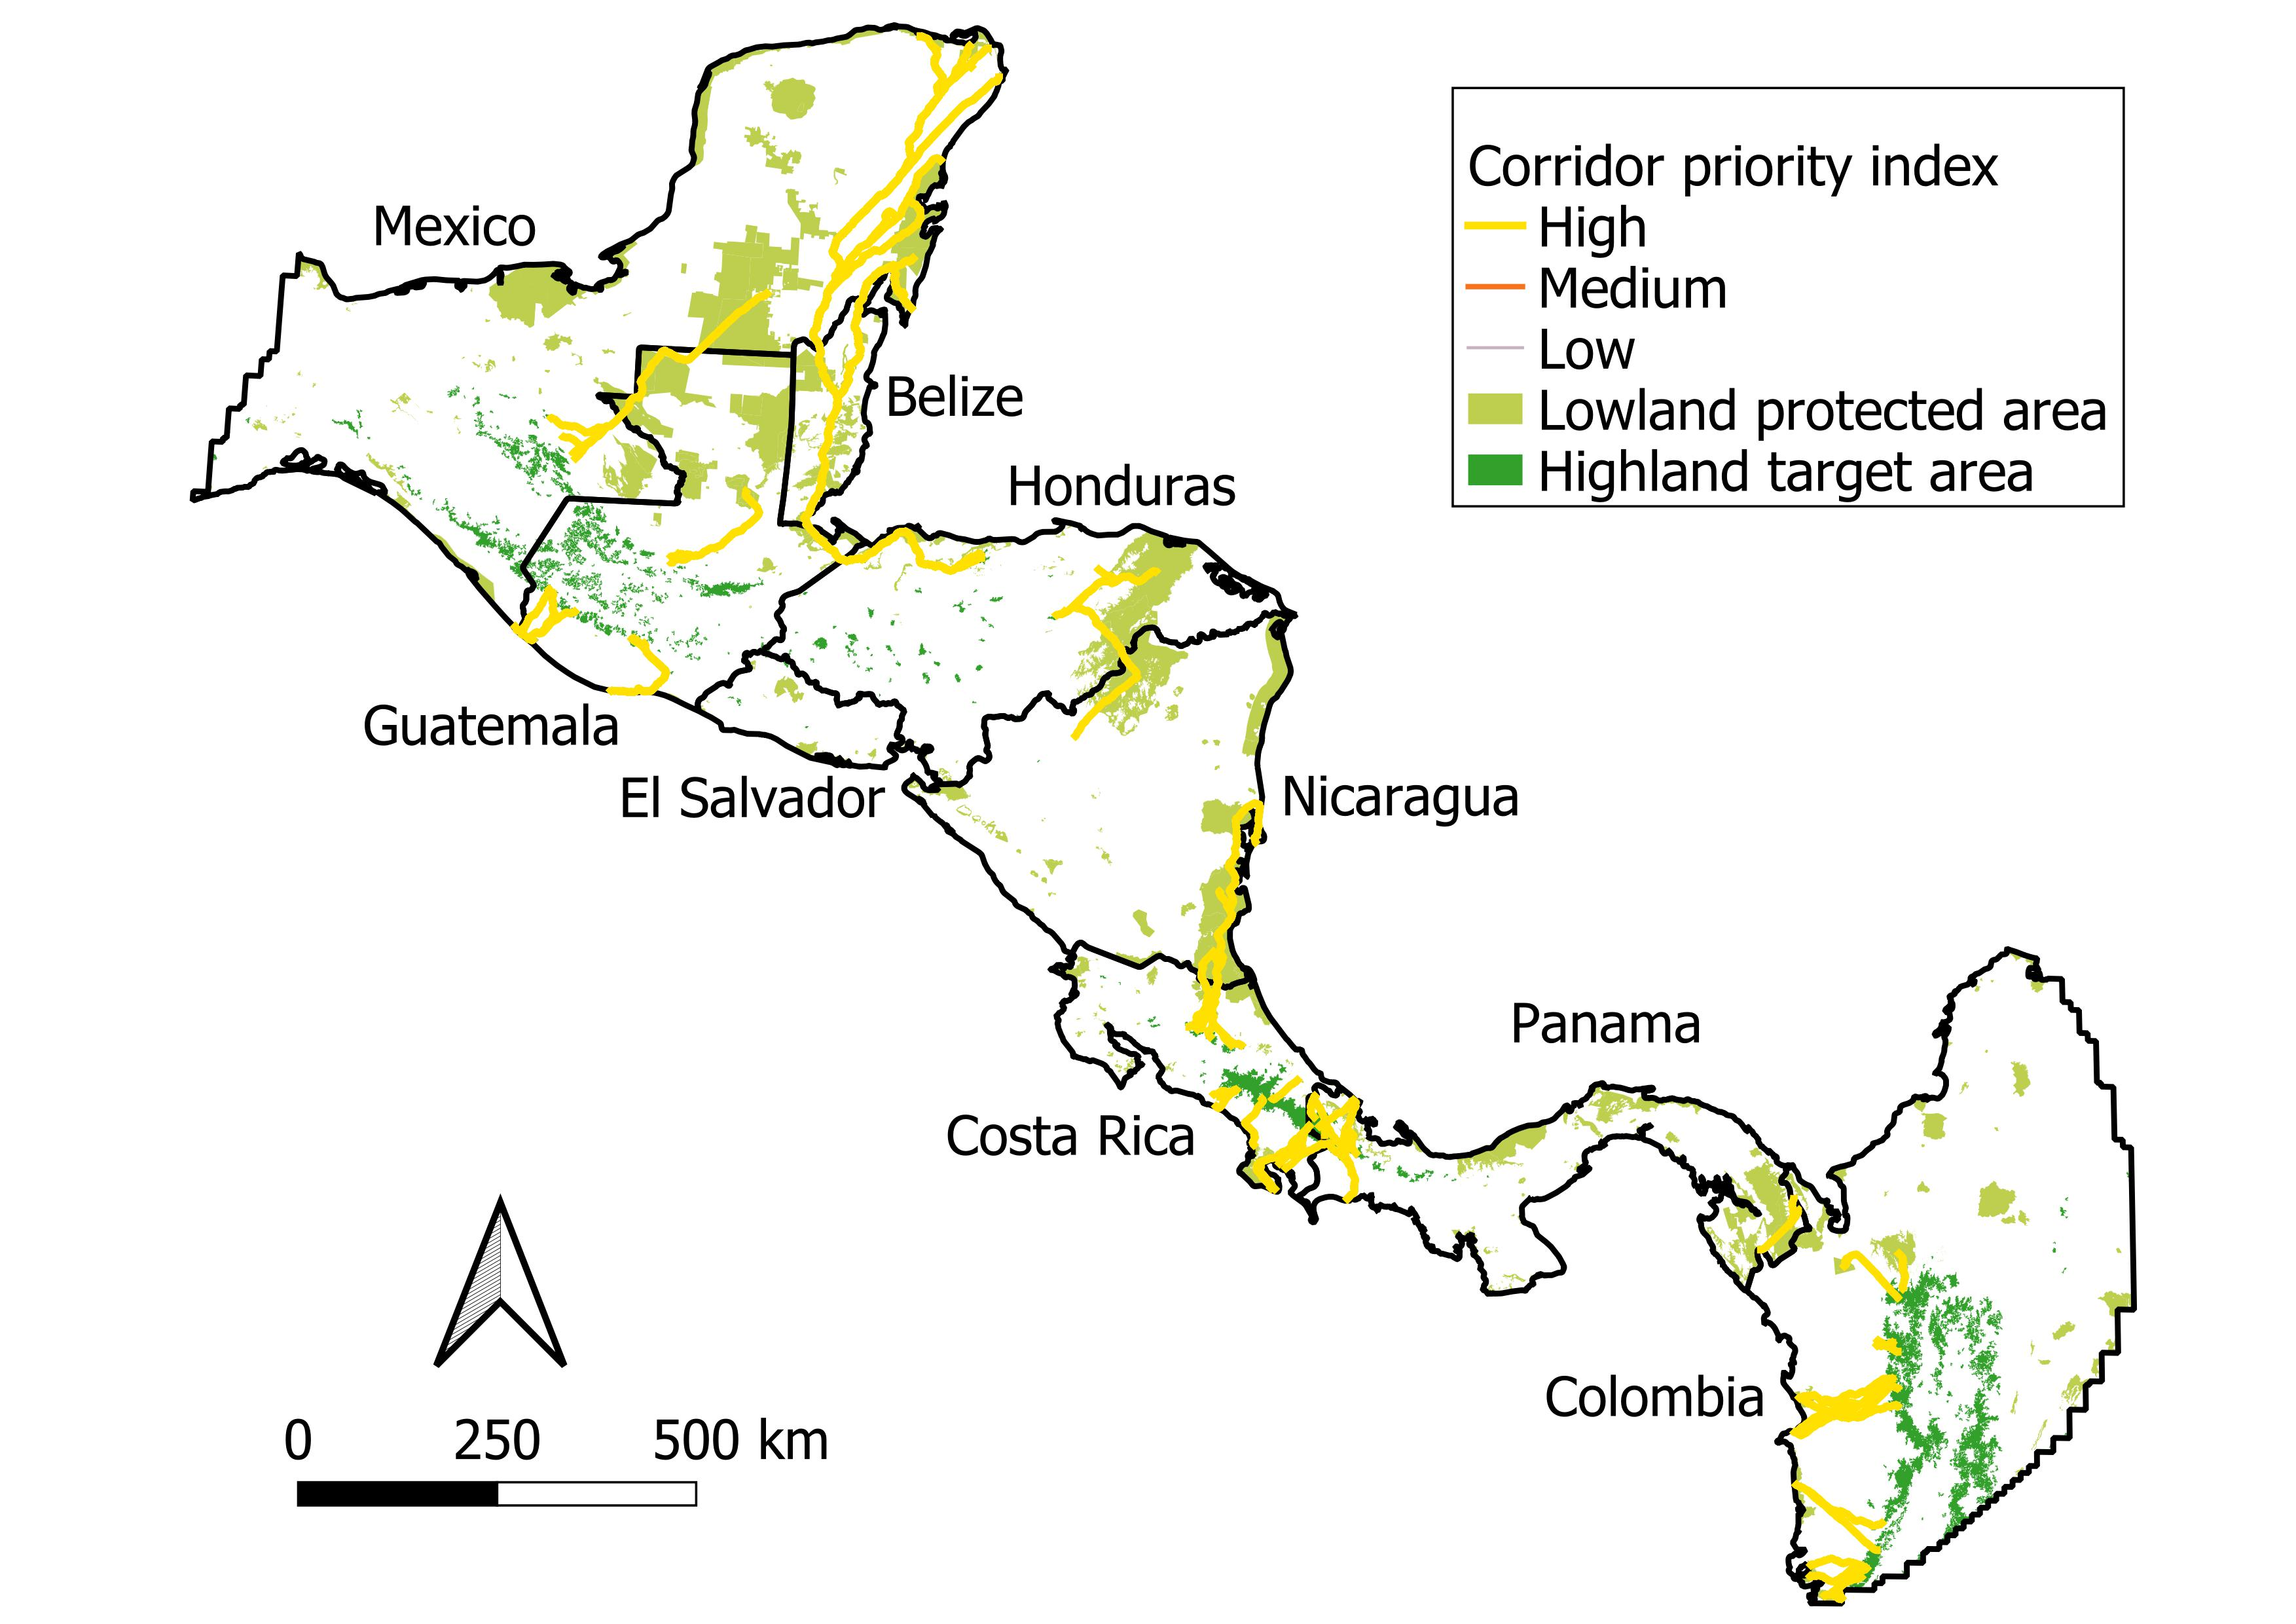 Corridor priority index
High
Medium
Low
Lowland protected area
Highland target area
Mexico
Belize
Honduras
Guatemala
El Salvador
Nicaragua
Panama
Costa Rica
Colombia
0 250 500 km